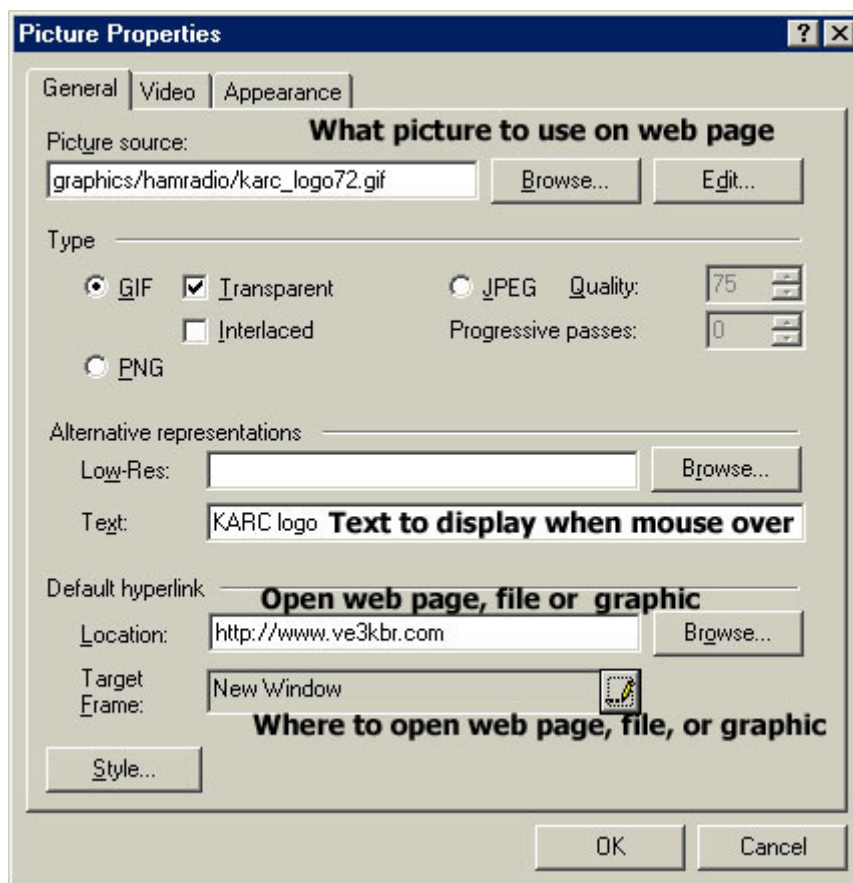 Picture Properties
General Video Appearance
What picture to use on web page
Picture source:
graphics/hamradio/karc_logo72.gif Browse... Edit...
Type
GIF Transparent JPEG Quality: 75
Interlaced Progressive passes: 0
PNG
Alternative representations
Low-Res: Browse...
Text: KARC logo Text to display when mouse over
Default hyperlink
Open web page, file or graphic
Location: http://www.ve3kbr.com Browse...
Target
Frame: New Window
Where to open web page, file, or graphic
Style...
OK Cancel